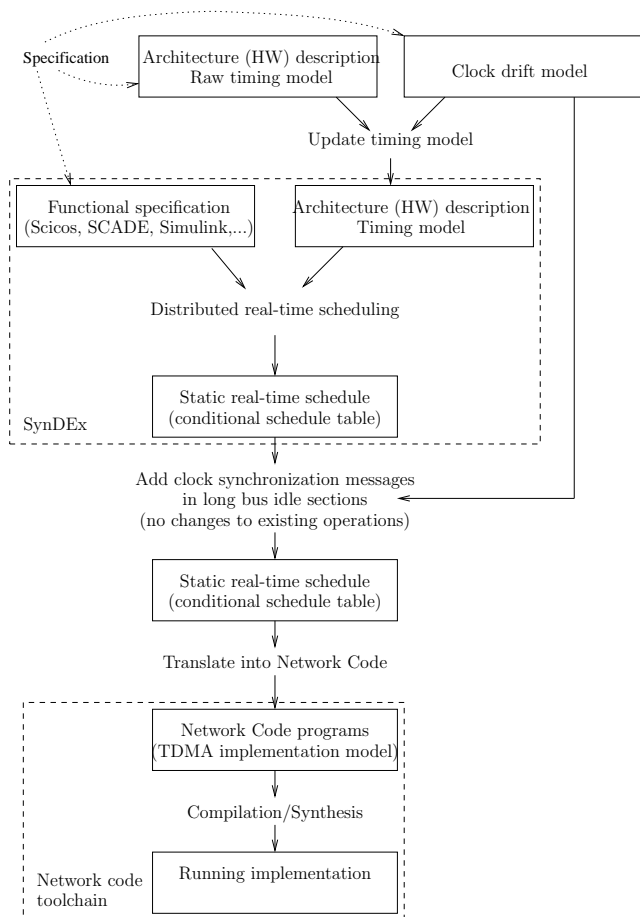 Specification
Architecture (HW) description
Raw timing model
Clock drift model
Update timing model
Functional specification
(Scicos, SCADE, Simulink,...)
Architecture (HW) description
Timing model
Distributed real-time scheduling
Static real-time schedule
(conditional schedule table)
SynDEx
Add clock synchronization messages
in long bus idle sections
(no changes to existing operations)
Static real-time schedule
(conditional schedule table)
Translate into Network Code
Network Code programs
(TDMA implementation model)
Compilation/Synthesis
Running implementation
Network code
toolchain